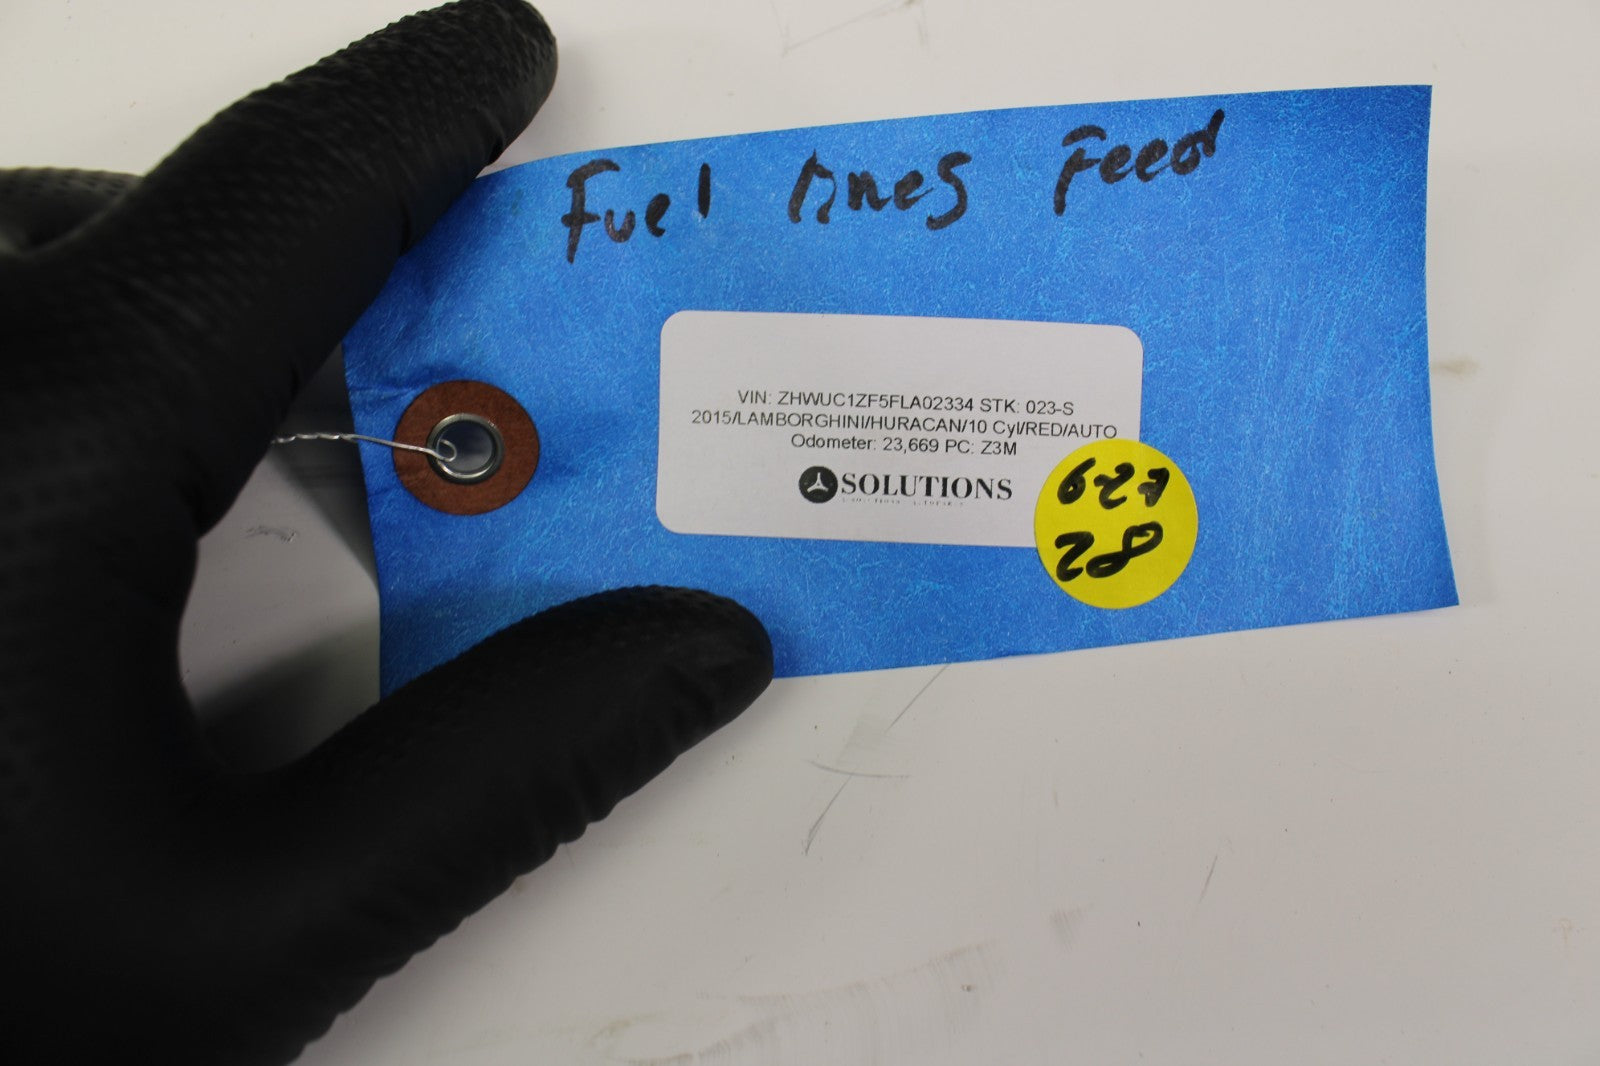 Fuel lines Feed
VIN: ZHWUC1ZF5FLA02334 STK: 023-S
2015/LAMBORGHINI/HURACAN/10 Cyl/RED/AUTO
Odometer: 23,669 PC: Z3M
SOLUTIONS
28